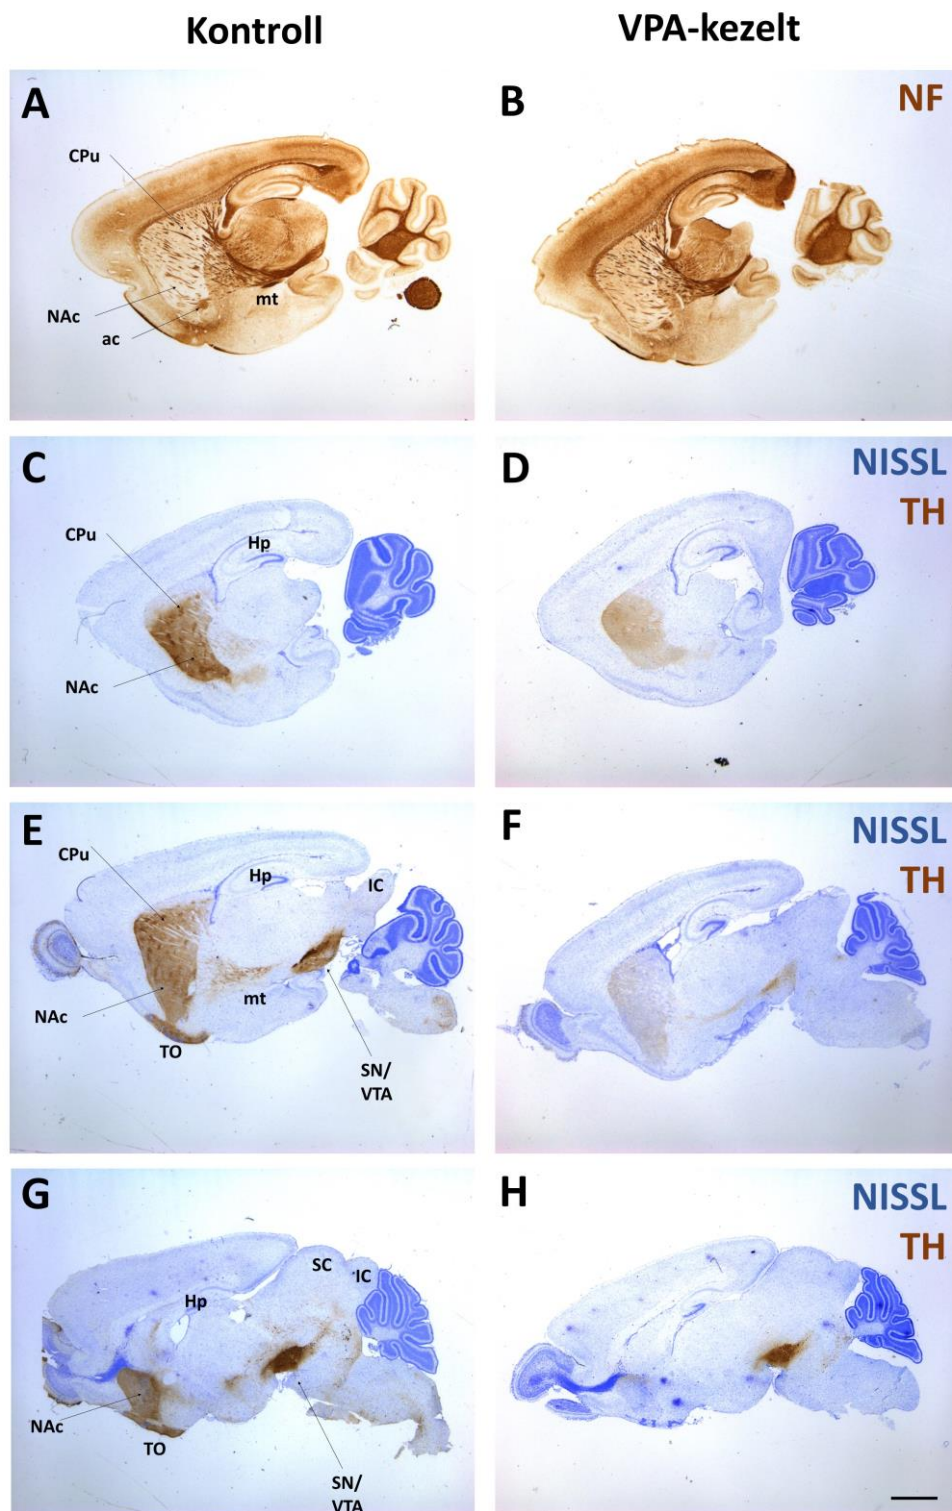 Kontroll
VPA-kezelt
A
CPu
NAc
ac
mt
B
NF
C
CPu
Hp
NAc
D
NISSL
TH
E
CPu
Hp
IC
NAc
mt
TO
SN/
VTA
F
NISSL
TH
G
SC
IC
Hp
NAc
TO
SN/
VTA
H
NISSL
TH